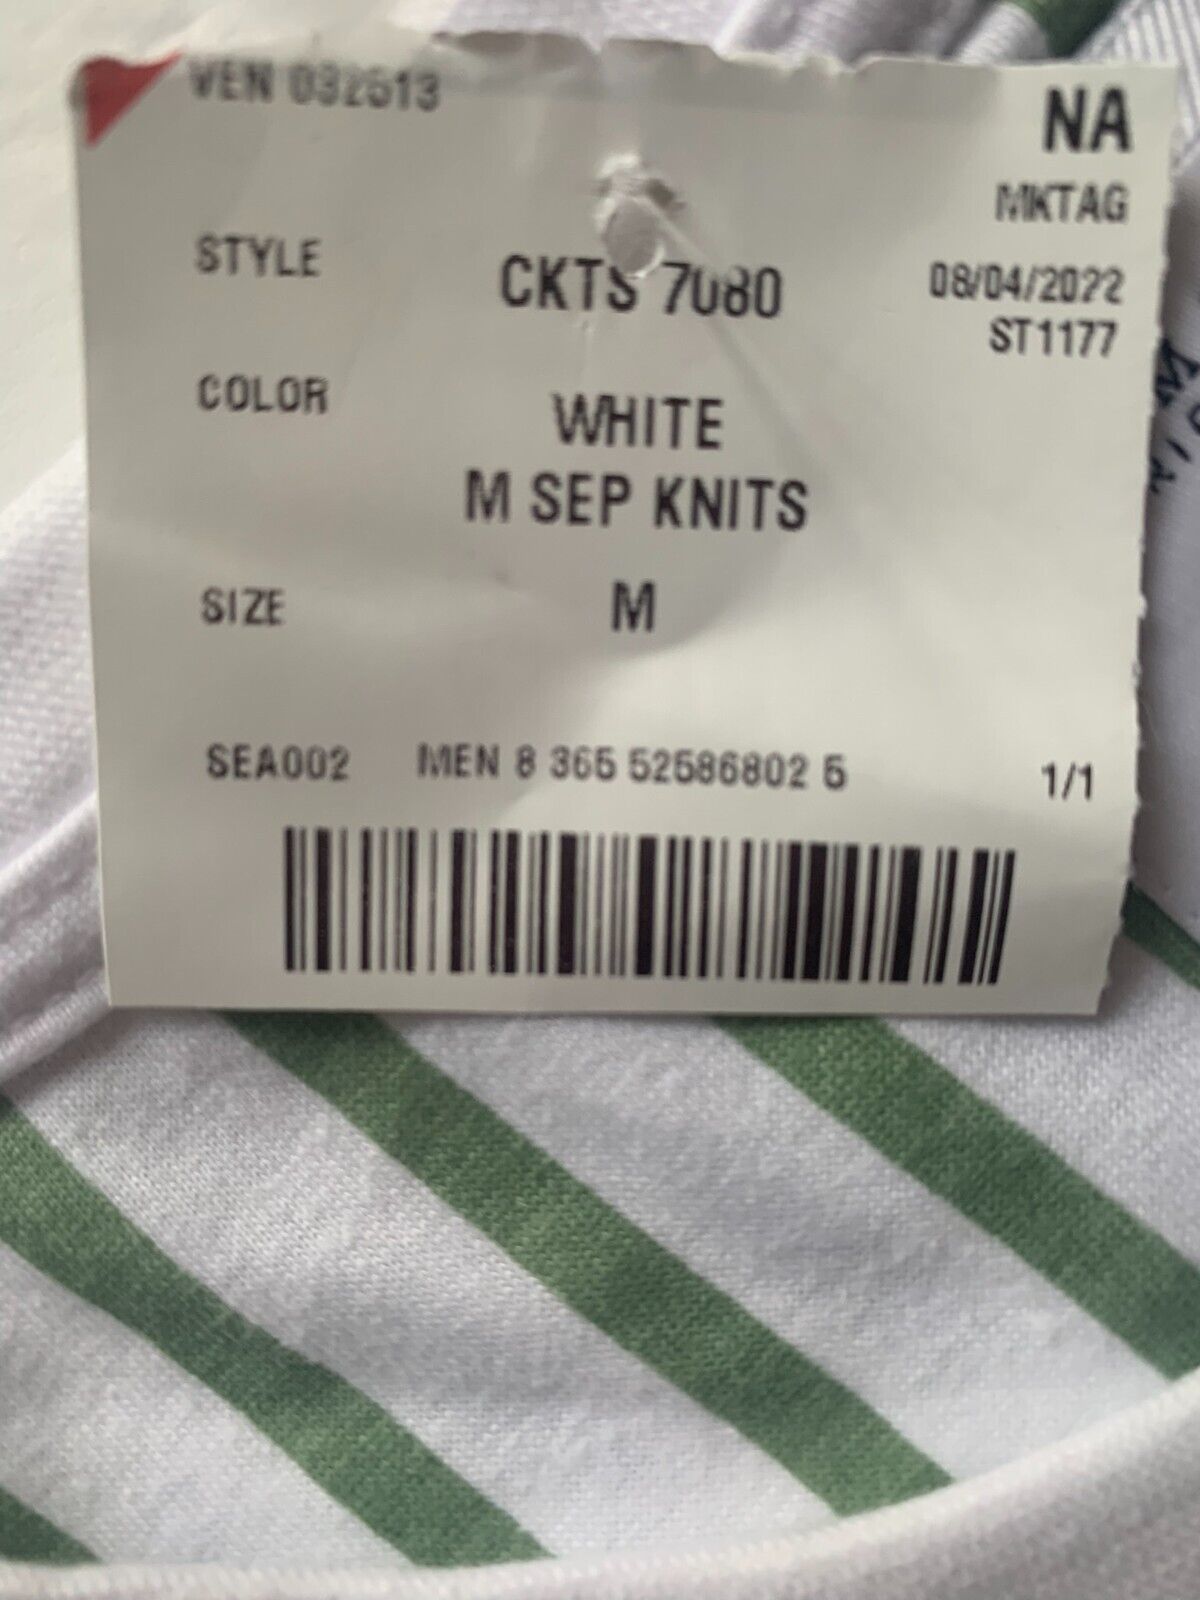 VEN 032513
NA
MKTAG
STYLE CKTS 7080 08/04/2022
ST1177
COLOR WHITE
M SEP KNITS
SIZE M
SEA002 MEN 8 365 52586802 5 1/1